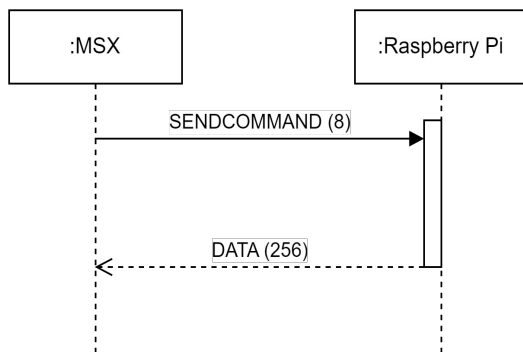 :MSX
:Raspberry Pi
SENDCOMMAND (8)
DATA (256)